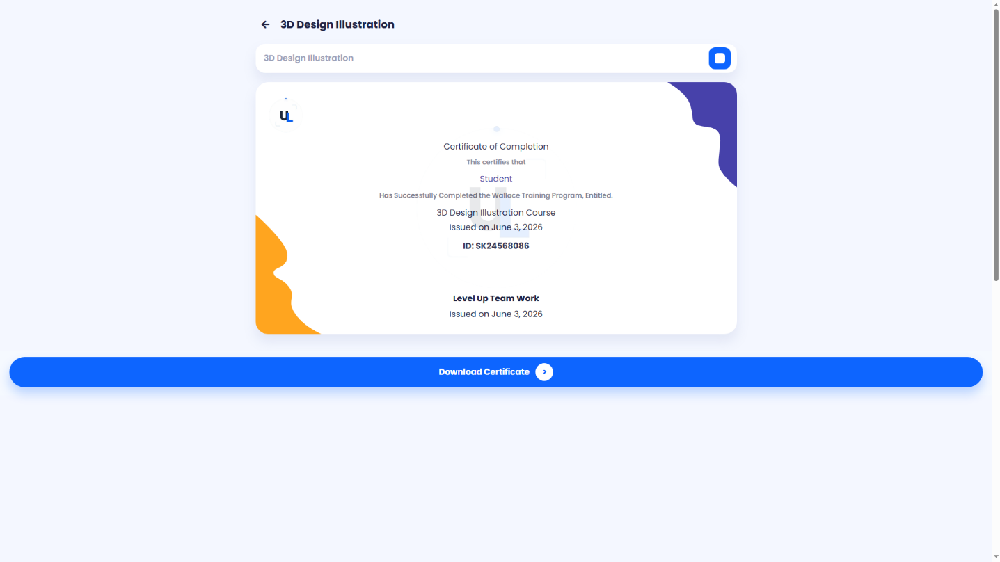 3D Design Illustration
3D Design Illustration
UL
Certificate of Completion
This certifies that
Student
Has Successfully Completed the Wallace Training Program, Entitled.
UL
3D Design Illustration Course
Issued on June 3, 2026
ID: SK24568086
Level Up Team Work
Issued on June 3, 2026
Download Certificate